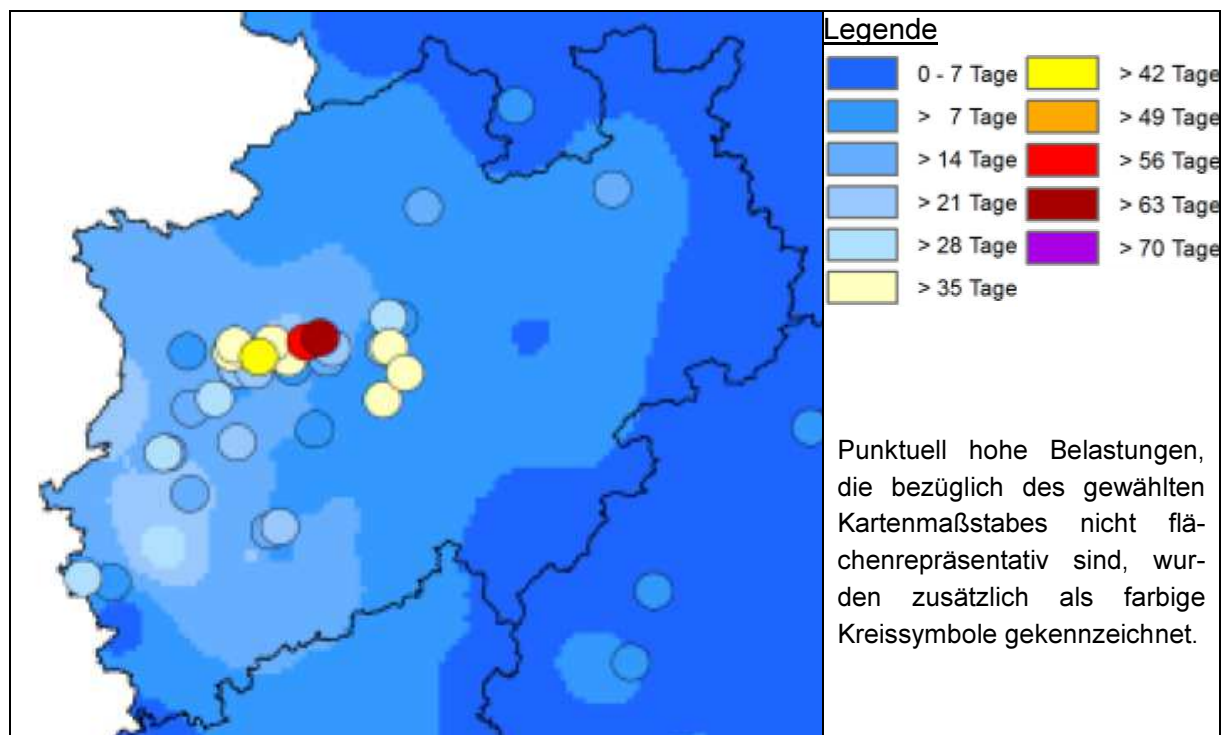 Legende
0 - 7 Tage
> 7 Tage
> 14 Tage
> 21 Tage
> 28 Tage
> 35 Tage
> 42 Tage
> 49 Tage
> 56 Tage
> 63 Tage
> 70 Tage
Punktuell hohe Belastungen,
die bezüglich des gewählten
Kartenmaßstabes nicht flä-
chenrepräsentativ sind, wur-
den zusätzlich als farbige
Kreissymbole gekennzeichnet.